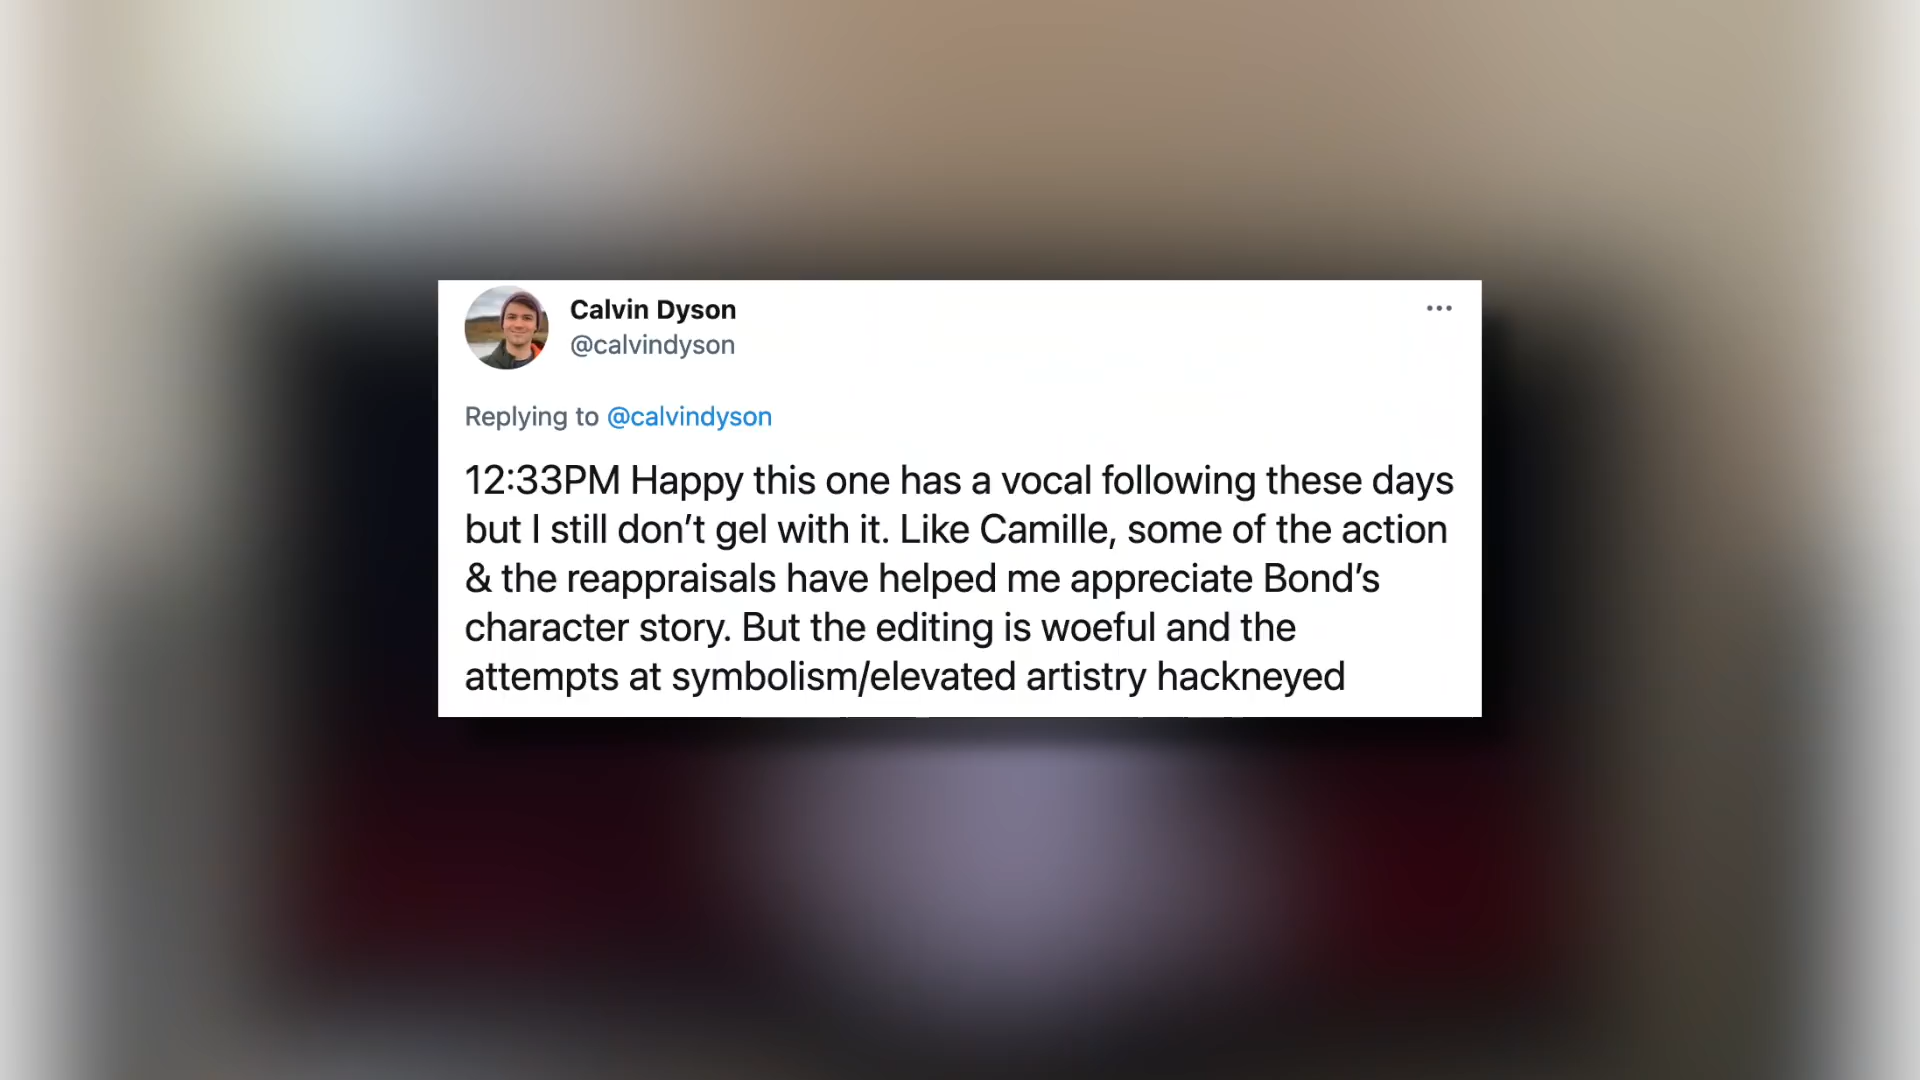 Calvin Dyson
@calvindyson
Replying to @calvindyson
12:33PM Happy this one has a vocal following these days
but I still don’t gel with it. Like Camille, some of the action
& the reappraisals have helped me appreciate Bond’s
character story. But the editing is woeful and the
attempts at symbolism/elevated artistry hackneyed